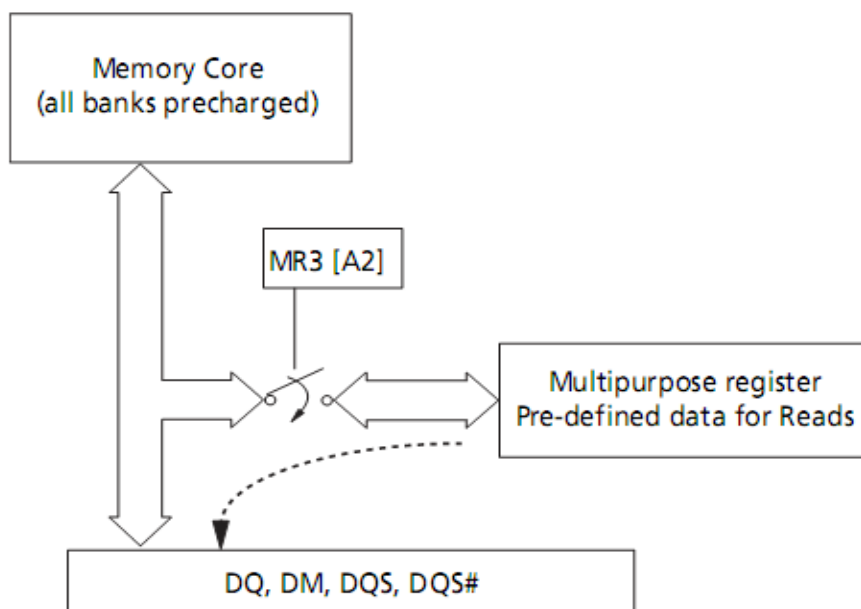 Memory Core
(all banks precharged)
MR3 [A2]
Multipurpose register
Pre-defined data for Reads
DQ, DM, DQS, DQS#